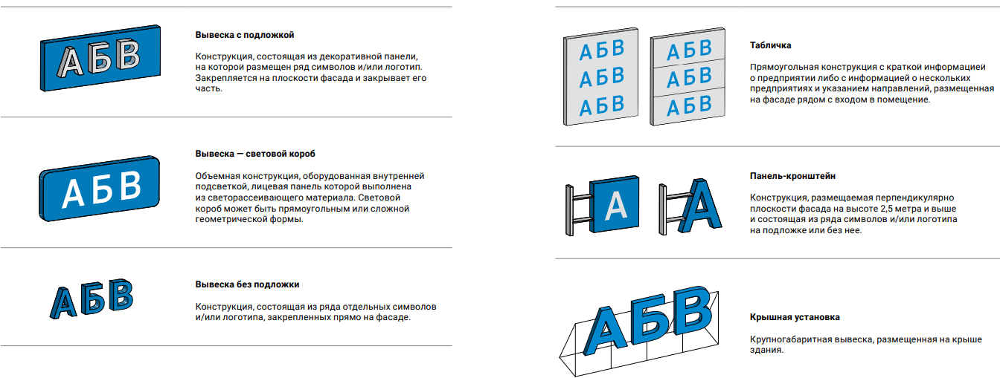 АБВ
Вывеска с подложкой
Конструкция, состоящая из декоративной панели,
на которой размещен ряд символов и/или логотип.
Закрепляется на плоскости фасада и закрывает его
часть.
АБВ
Вывеска — световой короб
Объемная конструкция, оборудованная внутренней
подсветкой, лицевая панель которой выполнена
из светорассеивающего материала. Световой
короб может быть прямоугольным или сложной
геометрической формы.
АБВ
Вывеска без подложки
Конструкция, состоящая из ряда отдельных символов
и/или логотипа, закрепленных прямо на фасаде.
АБВ
АБВ
АБВ
АБВ
АБВ
АБВ
Табличка
Прямоугольная конструкция с краткой информацией
о предприятии либо с информацией о нескольких
предприятиях и указанием направлений, размещенная
на фасаде рядом с входом в помещение.
А
А
Панель-кронштейн
Конструкция, размещаемая перпендикулярно
плоскости фасада на высоте 2,5 метра и выше
и состоящая из ряда символов и/или логотипа
на подложке или без нее.
АБВ
Крышная установка
Крупногабаритная вывеска, размещенная на крыше
здания.